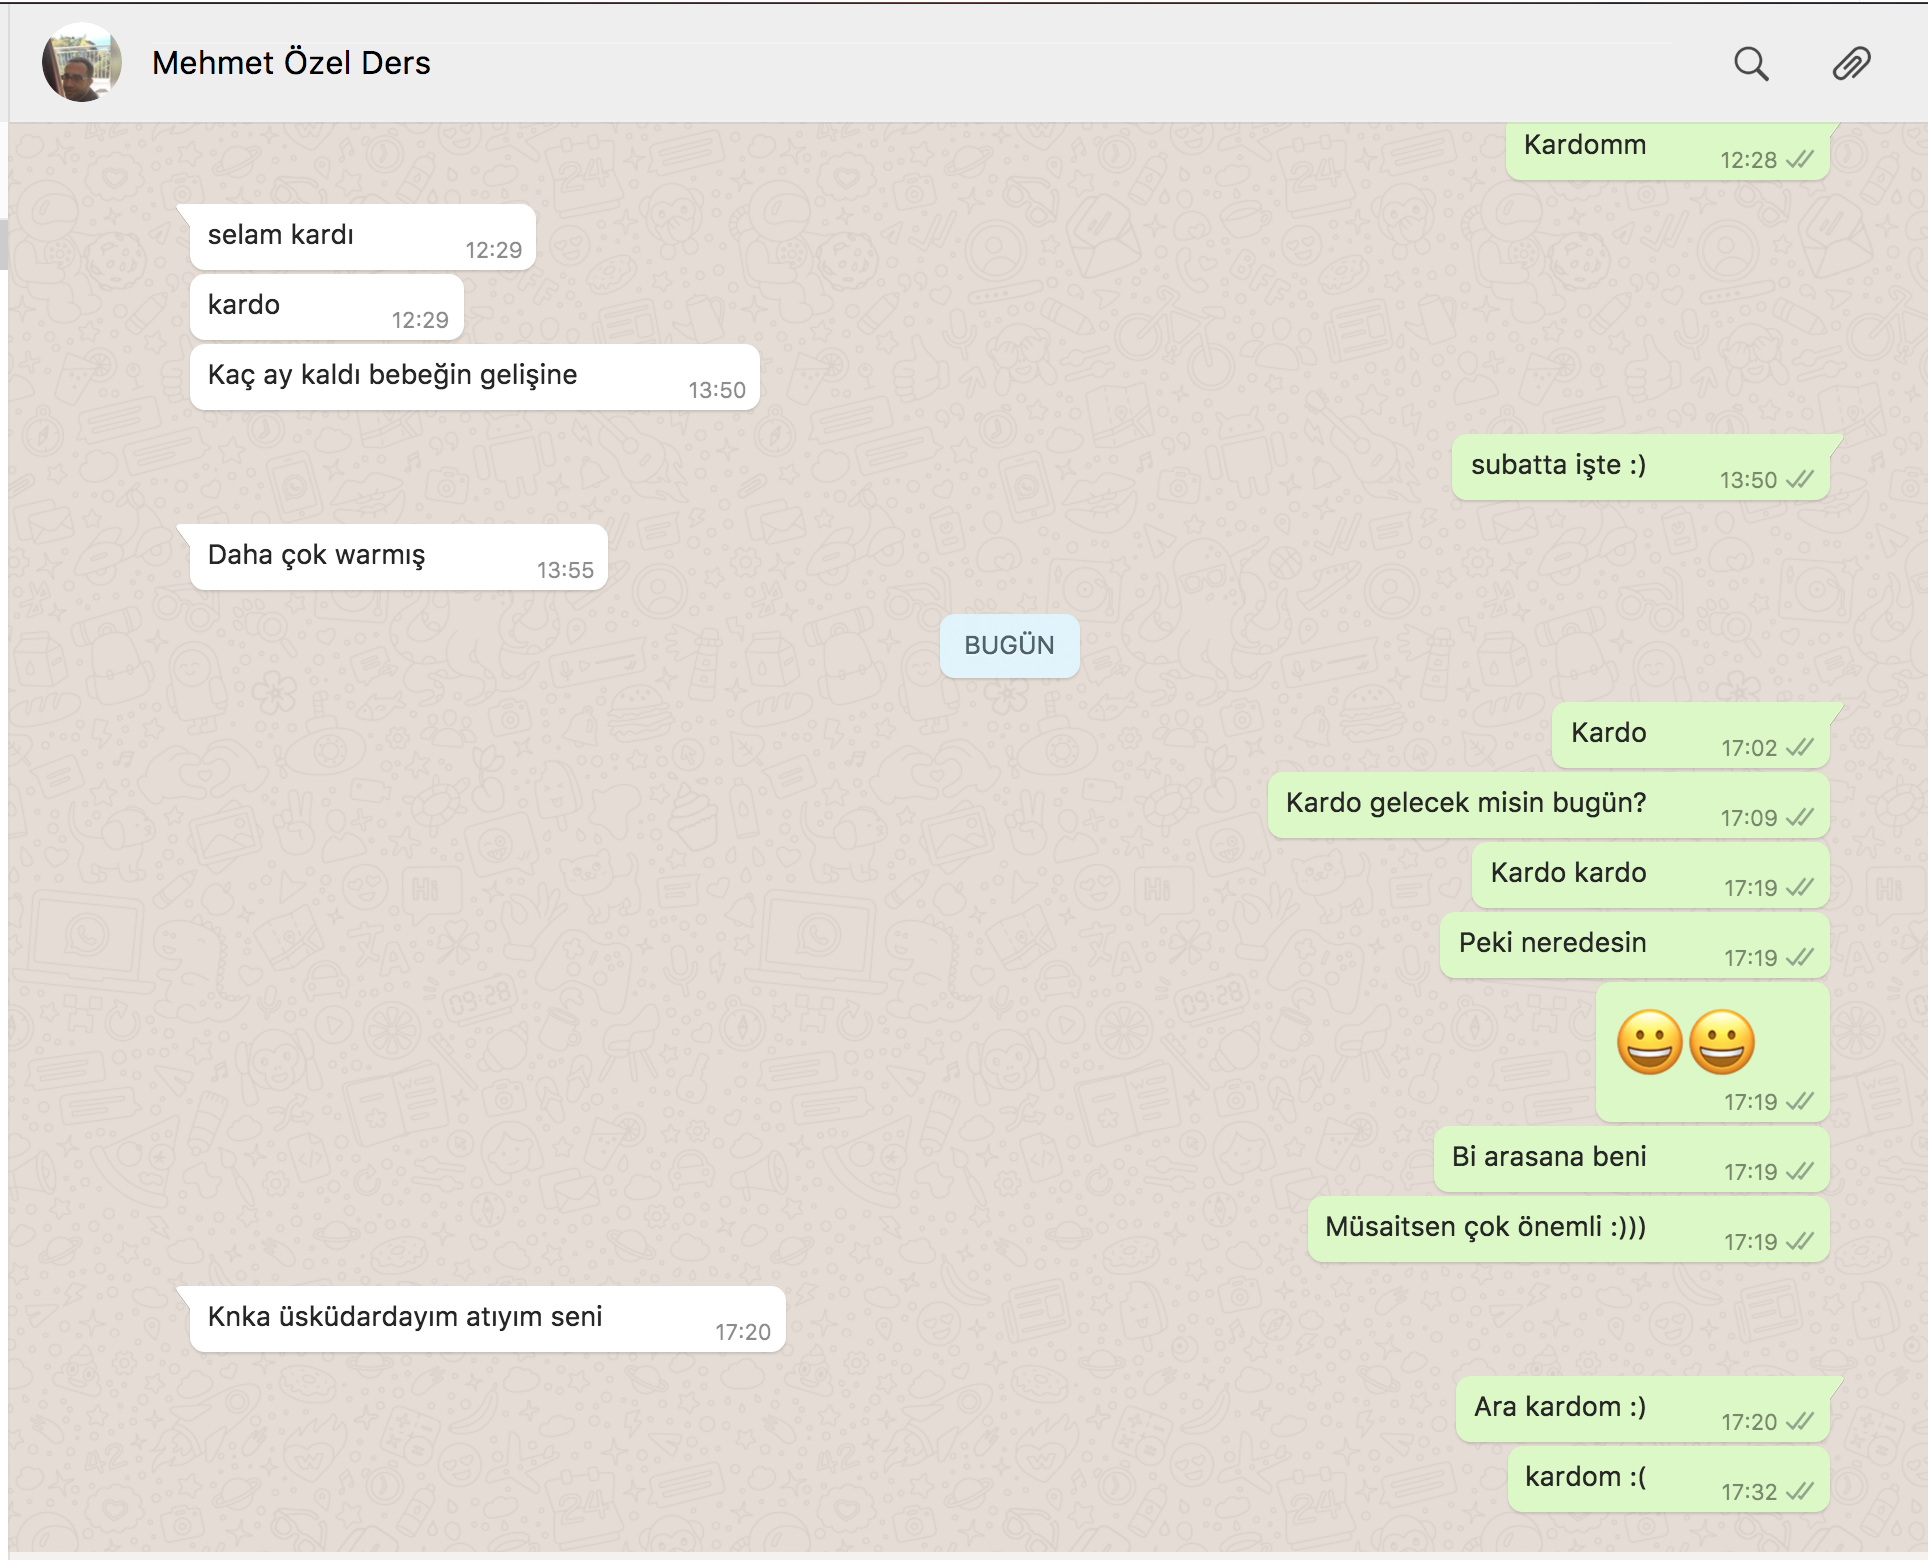 Mehmet Özel Ders
Kardomm
12:28
selam kardı
12:29
kardo
12:29
Kaç ay kaldı bebeğin gelişine
13:50
subatta işte :)
13:50
Daha çok warmış
13:55
BUGÜN
Kardo
17:02
Kardo gelecek misin bugün?
17:09
Kardo kardo
17:19
Peki neredesin
17:19
😀😀
17:19
Bi arasana beni
17:19
Müsaitsen çok önemli :)))
17:19
Knka üsküdardayım atıyım seni
17:20
Ara kardom :)
17:20
kardom :(
17:32